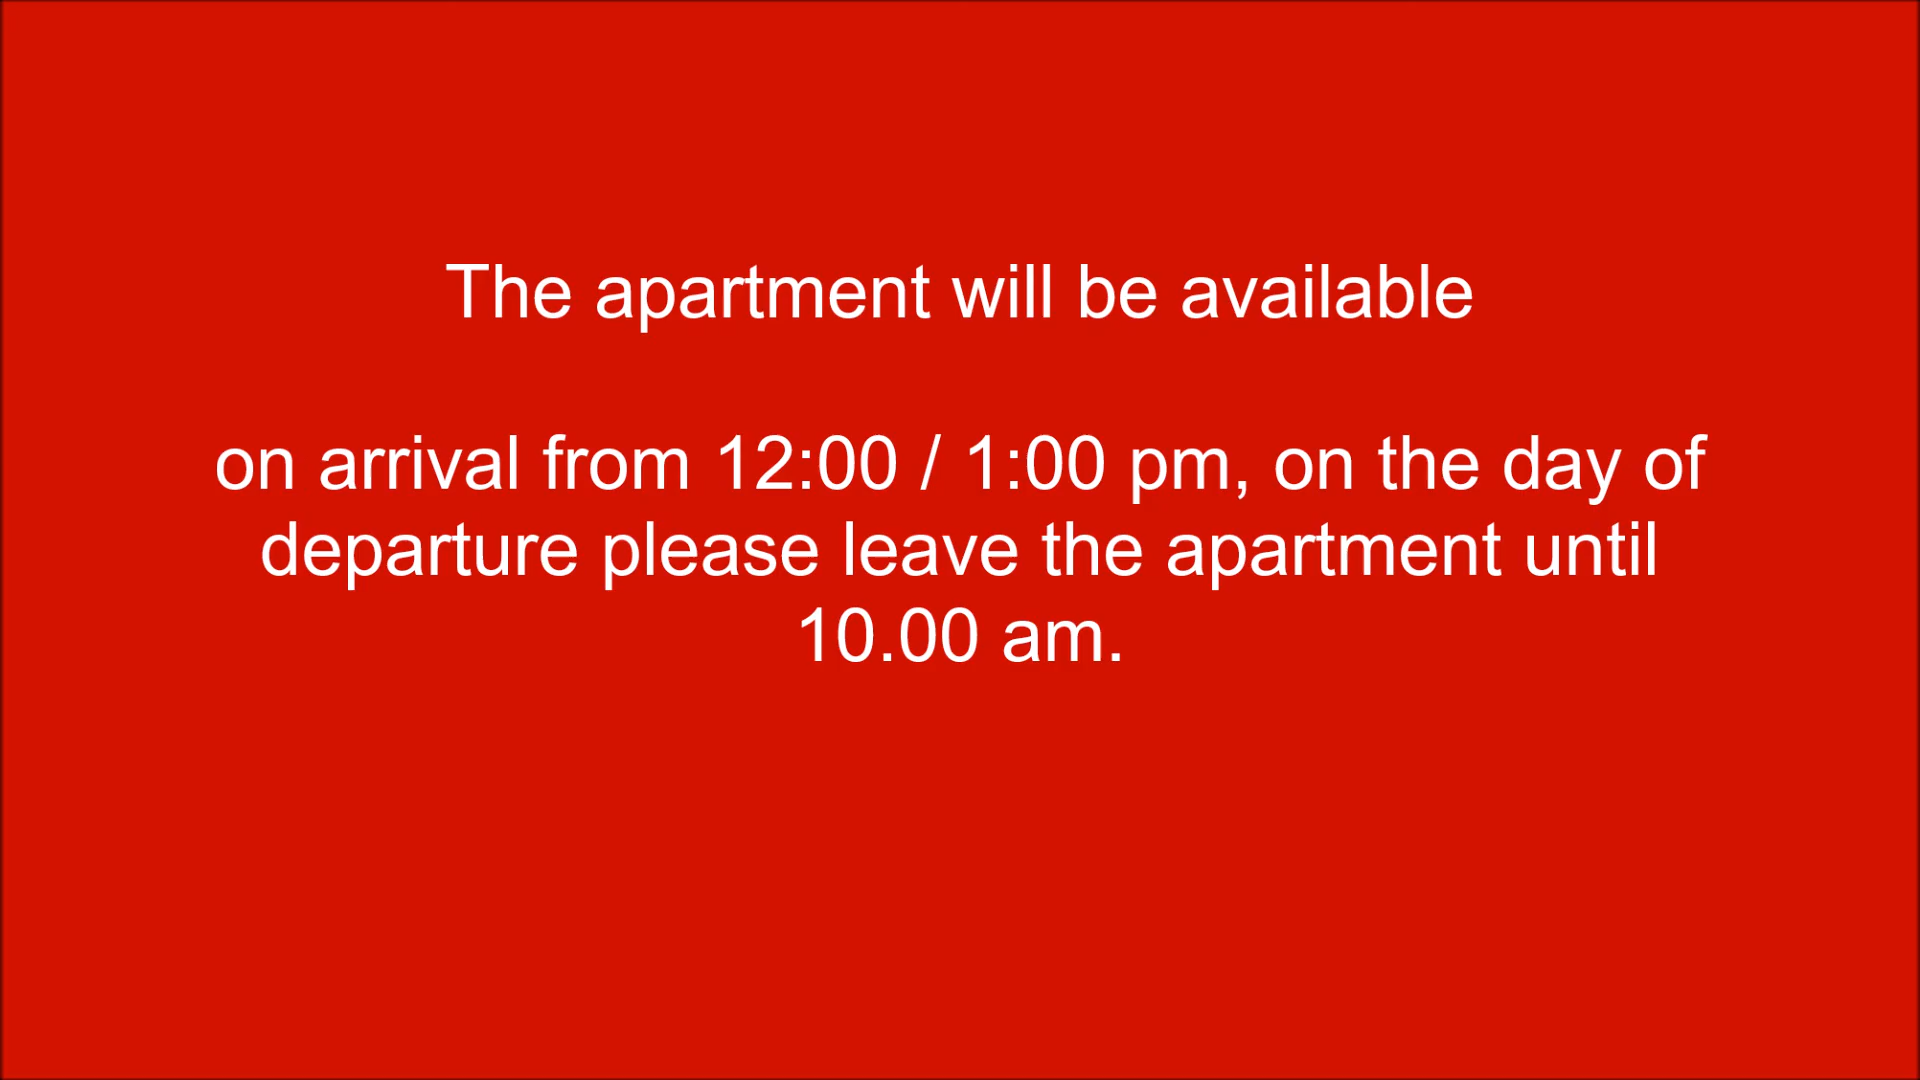 The apartment will be available
on arrival from 12:00 / 1:00 pm, on the day of
departure please leave the apartment until
10.00 am.